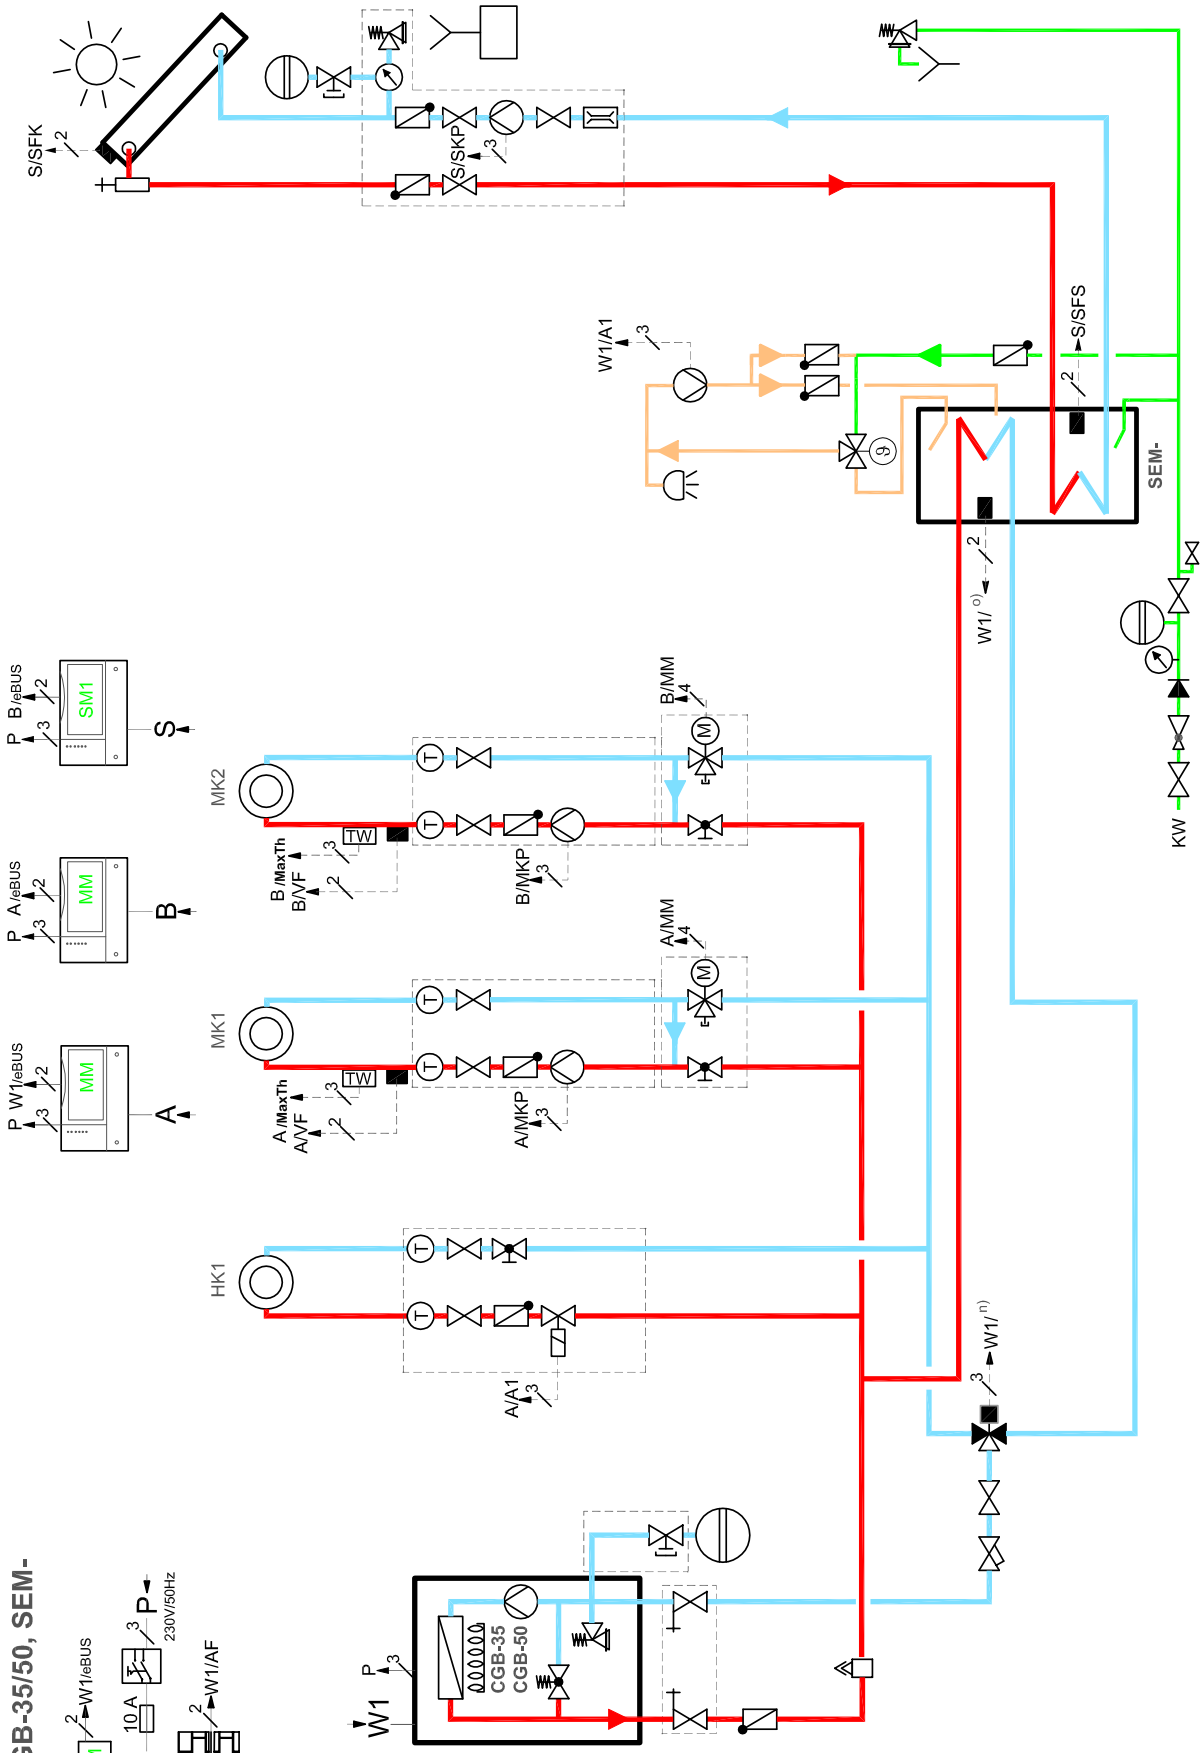 GB-35/50, SEM-
2
W1/eBUS
10 A
3
P
230V/50Hz
2
W1/AF
P W1/eBUS
3
2
MM
A
P A/eBUS
3
2
MM
B
P B/eBUS
3
2
SM1
S
HK1
MK1
MK2
T
T
A/A1
3
A/MaxTh
A/VF
3
2
TW
T
T
A/MKP
3
A/MM
4
M
B/MaxTh
B/VF
3
2
TW
T
T
B/MKP
3
B/MM
4
M
S/SFK
2
S/SKP
3
W1/A1
3
ϑ
2
S/SFS
SEM-
2
W1/ o)
KW
W1
P
3
CGB-35
CGB-50
3
W1/ n)